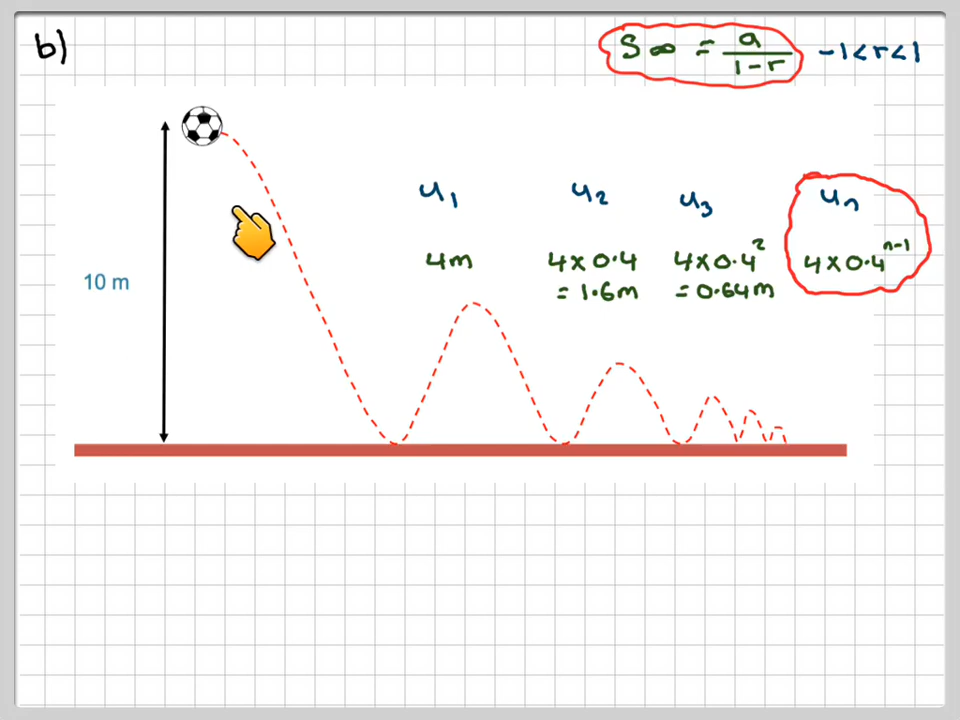 b)
S∞ = a/(1-r) -1<r<1
u₁ u₂ u₃ uₙ
4m 4×0.4 4×0.4² 4×0.4ⁿ⁻¹
=1.6m =0.64m
10 m